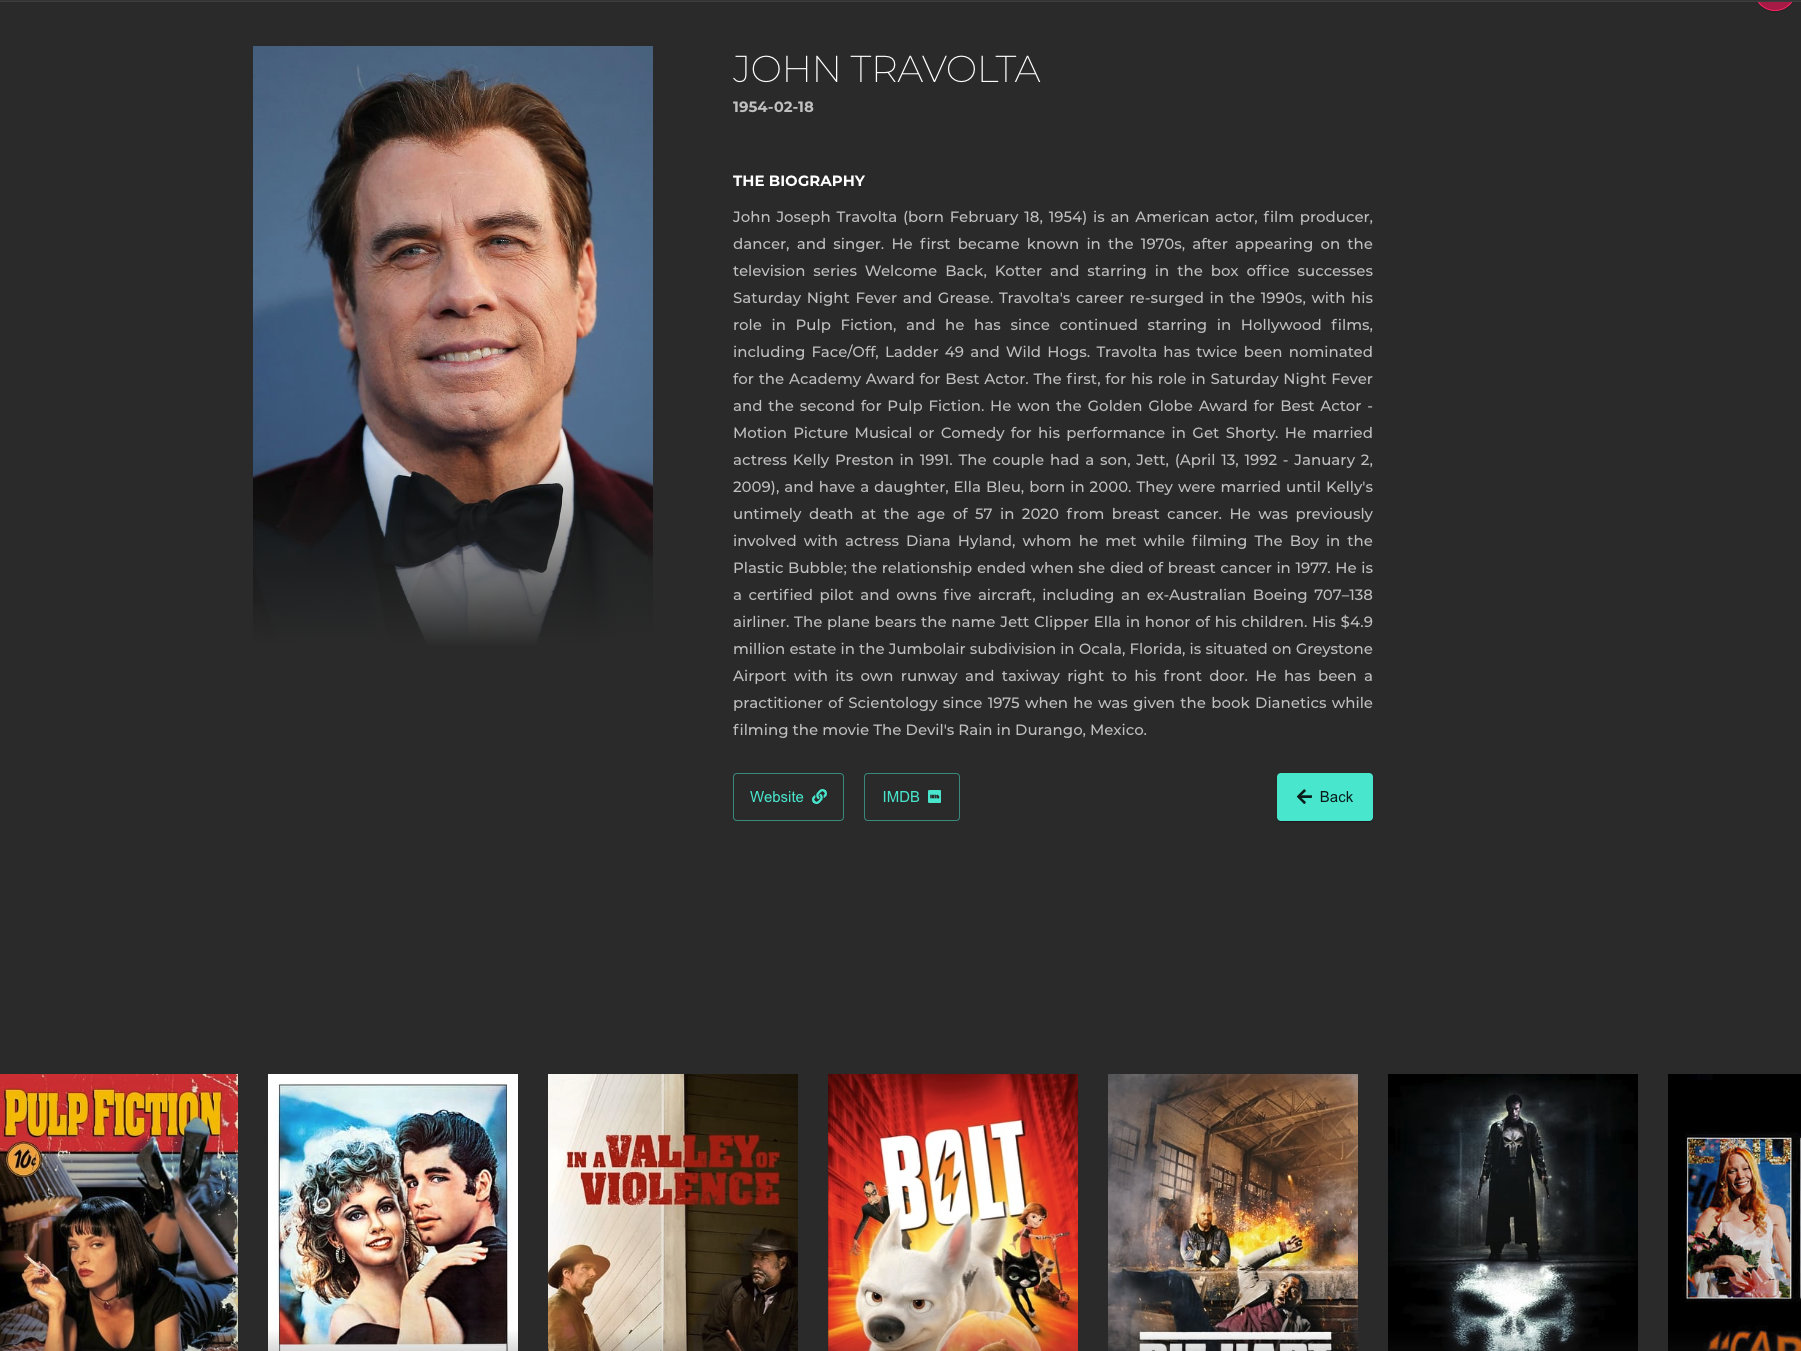 JOHN TRAVOLTA
1954-02-18
THE BIOGRAPHY
John Joseph Travolta (born February 18, 1954) is an American actor, film producer,
dancer, and singer. He first became known in the 1970s, after appearing on the
television series Welcome Back, Kotter and starring in the box office successes
Saturday Night Fever and Grease. Travolta's career re-surged in the 1990s, with his
role in Pulp Fiction, and he has since continued starring in Hollywood films,
including Face/Off, Ladder 49 and Wild Hogs. Travolta has twice been nominated
for the Academy Award for Best Actor. The first, for his role in Saturday Night Fever
and the second for Pulp Fiction. He won the Golden Globe Award for Best Actor -
Motion Picture Musical or Comedy for his performance in Get Shorty. He married
actress Kelly Preston in 1991. The couple had a son, Jett, (April 13, 1992 - January 2,
2009), and have a daughter, Ella Bleu, born in 2000. They were married until Kelly's
untimely death at the age of 57 in 2020 from breast cancer. He was previously
involved with actress Diana Hyland, whom he met while filming The Boy in the
Plastic Bubble; the relationship ended when she died of breast cancer in 1977. He is
a certified pilot and owns five aircraft, including an ex-Australian Boeing 707–138
airliner. The plane bears the name Jett Clipper Ella in honor of his children. His $4.9
million estate in the Jumbolair subdivision in Ocala, Florida, is situated on Greystone
Airport with its own runway and taxiway right to his front door. He has been a
practitioner of Scientology since 1975 when he was given the book Dianetics while
filming the movie The Devil's Rain in Durango, Mexico.
Website
IMDB
Back
PULP FICTION
10¢
IN A VALLEY OF
VIOLENCE
BOLT
DIE HART